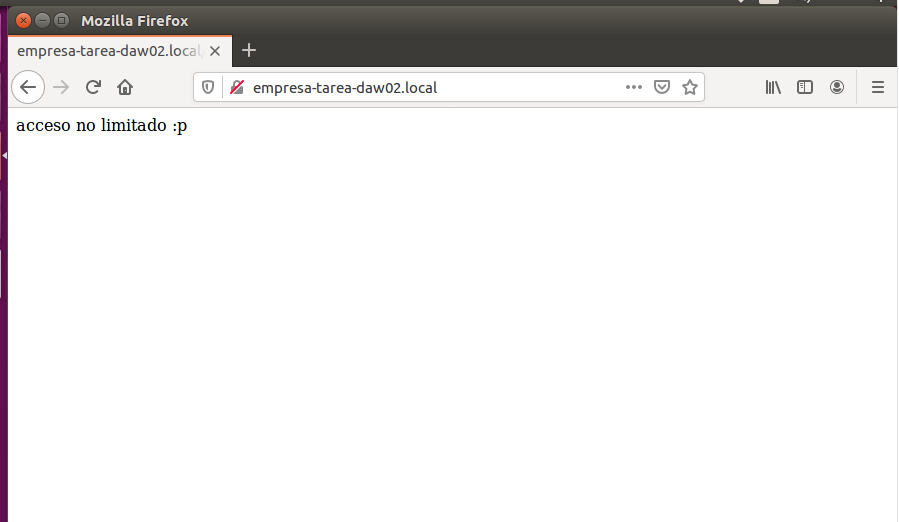 Mozilla Firefox
empresa-tarea-daw02.local
empresa-tarea-daw02.local
acceso no limitado :p